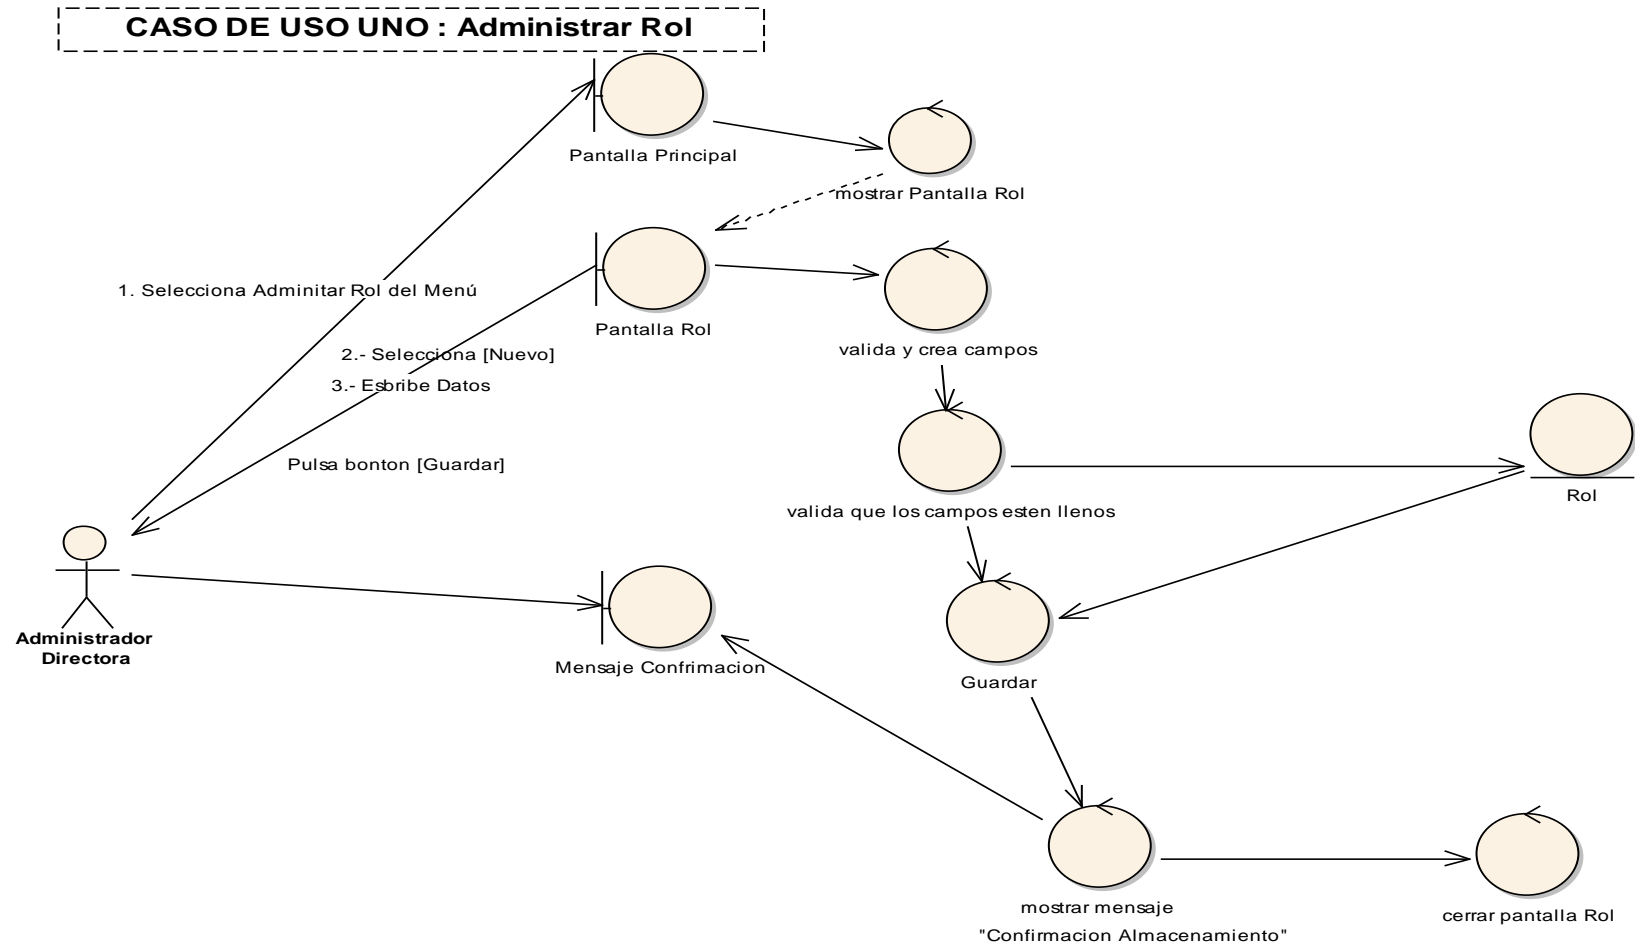 CASO DE USO UNO : Administrar Rol
Pantalla Principal
mostrar Pantalla Rol
1. Selecciona Adminitar Rol del Menú
Pantalla Rol
2.- Selecciona [Nuevo]
valida y crea campos
3.- Esbribe Datos
Pulsa bonton [Guardar]
Rol
valida que los campos esten llenos
Administrador
Directora
Mensaje Confrimacion
Guardar
mostrar mensaje
"Confirmacion Almacenamiento"
cerrar pantalla Rol